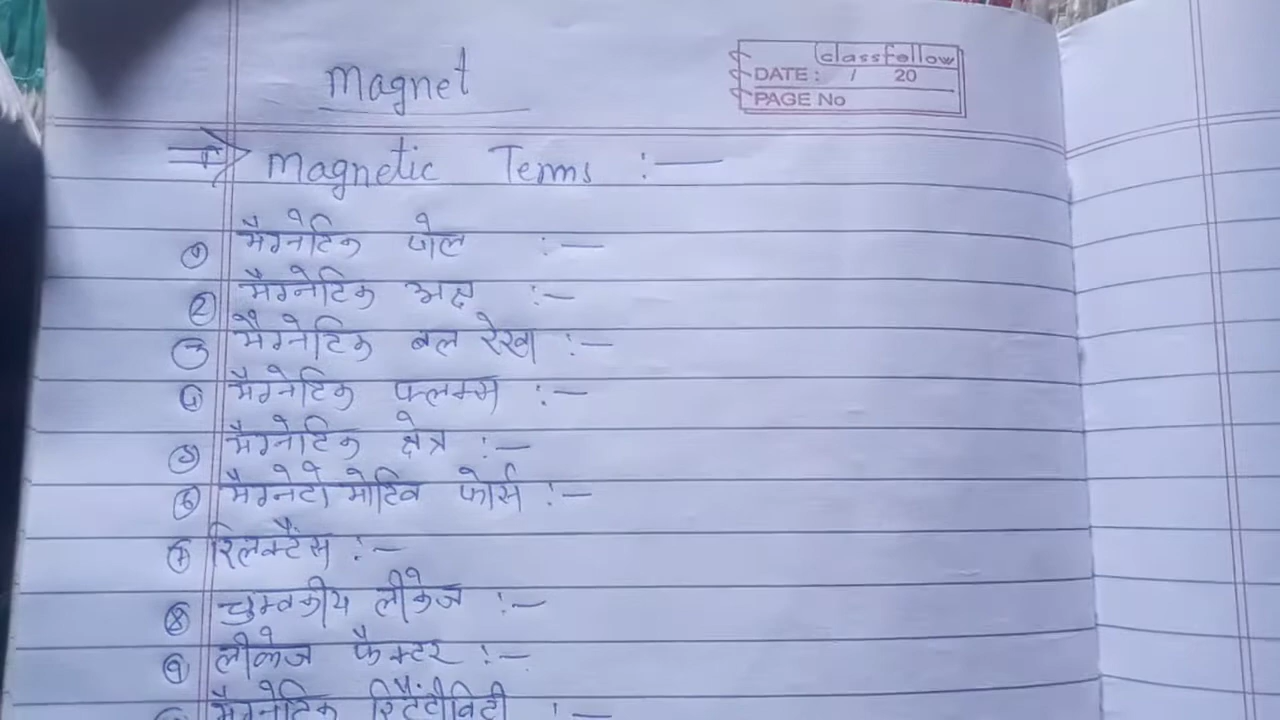 Magnet
classfollow
DATE : / 20
PAGE No
⇒ Magnetic Terms :—
① मैग्नेटिक पोल :—
② मैग्नेटिक अक्ष :—
③ मैग्नेटिक बल रेखा :—
④ मैग्नेटिक फ्लक्स :—
⑤ मैग्नेटिक क्षेत्र :—
⑥ मैग्नेटो मोटिव फोर्स :—
⑦ रिलक्टैंस :—
⑧ चुम्बकीय लीकेज :—
⑨ लीकेज फैक्टर :—
मैग्नेटिक रिटैंटीविटी :—